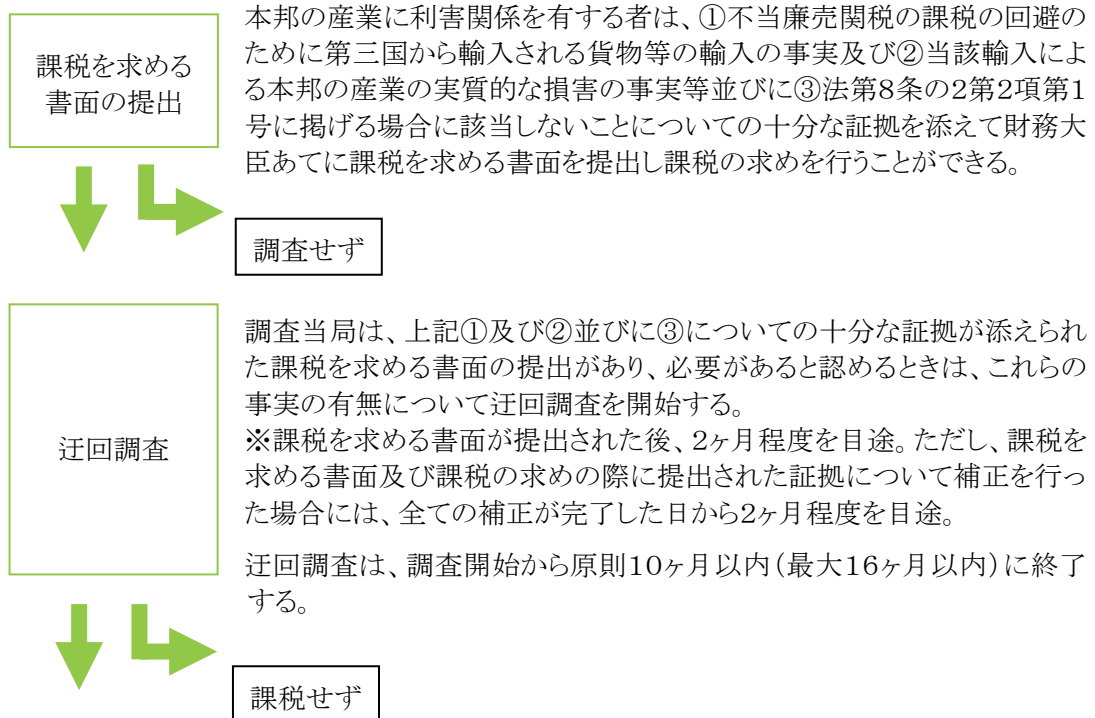 課税を求める
書面の提出
本邦の産業に利害関係を有する者は、①不当廉売関税の課税の回避の
ために第三国から輸入される貨物等の輸入の事実及び②当該輸入によ
る本邦の産業の実質的な損害の事実等並びに③法第8条の2第2項第1
号に掲げる場合に該当しないことについての十分な証拠を添えて財務大
臣あてに課税を求める書面を提出し課税の求めを行うことができる。
調査せず
迂回調査
調査当局は、上記①及び②並びに③についての十分な証拠が添えられ
た課税を求める書面の提出があり、必要があると認めるときは、これらの
事実の有無について迂回調査を開始する。
※課税を求める書面が提出された後、2ヶ月程度を目途。ただし、課税を
求める書面及び課税の求めの際に提出された証拠について補正を行っ
た場合には、全ての補正が完了した日から2ヶ月程度を目途。
迂回調査は、調査開始から原則10ヶ月以内(最大16ヶ月以内)に終了
する。
課税せず